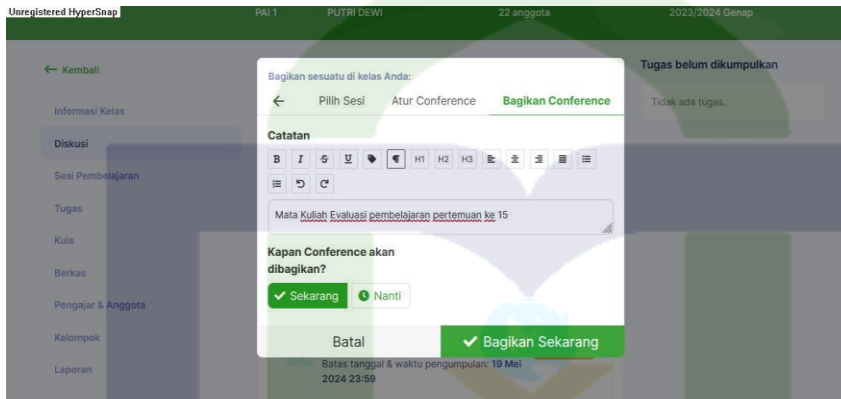 Unregistered HyperSnap
PAI 1 PUTRI DEWI 22 anggota 2023/2024 Genap
Kembali
Informasi Kelas
Diskusi
Sesi Pembelajaran
Tugas
Kuis
Berkas
Pengajar & Anggota
Kelompok
Laporan
Bagikan sesuatu di kelas Anda:
Pilih Sesi Atur Conference Bagikan Conference
Catatan
B I S U ¶ H1 H2 H3
Mata Kuliah Evaluasi pembelajaran pertemuan ke 15
Kapan Conference akan
dibagikan?
Sekarang Nanti
Batal Bagikan Sekarang
Batas tanggal & waktu pengumpulan: 19 Mei
2024 23:59
Tugas belum dikumpulkan
Tidak ada tugas.